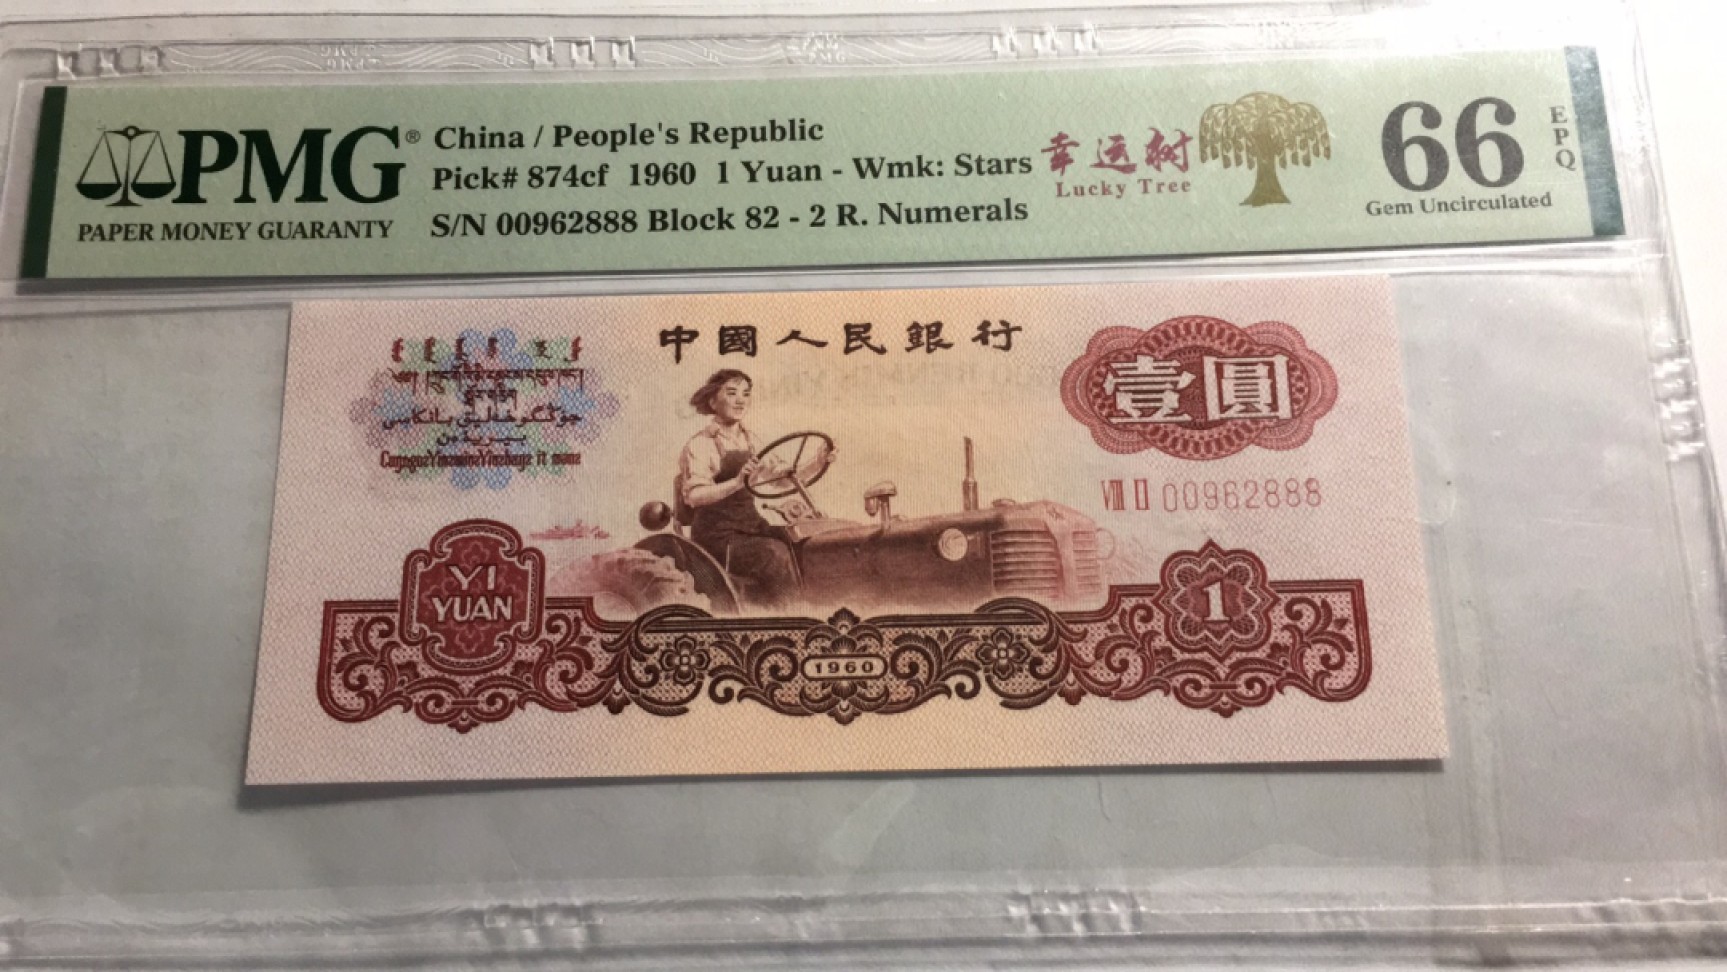 PMG®
PAPER MONEY GUARANTY
China / People's Republic
Pick# 874cf 1960 1 Yuan - Wmk: Stars
S/N 00962888 Block 82 - 2 R. Numerals
幸运树
Lucky Tree
66
EPQ
Gem Uncirculated
中國人民銀行
壹圓
VIII II 00962888
YI
YUAN
1960
1